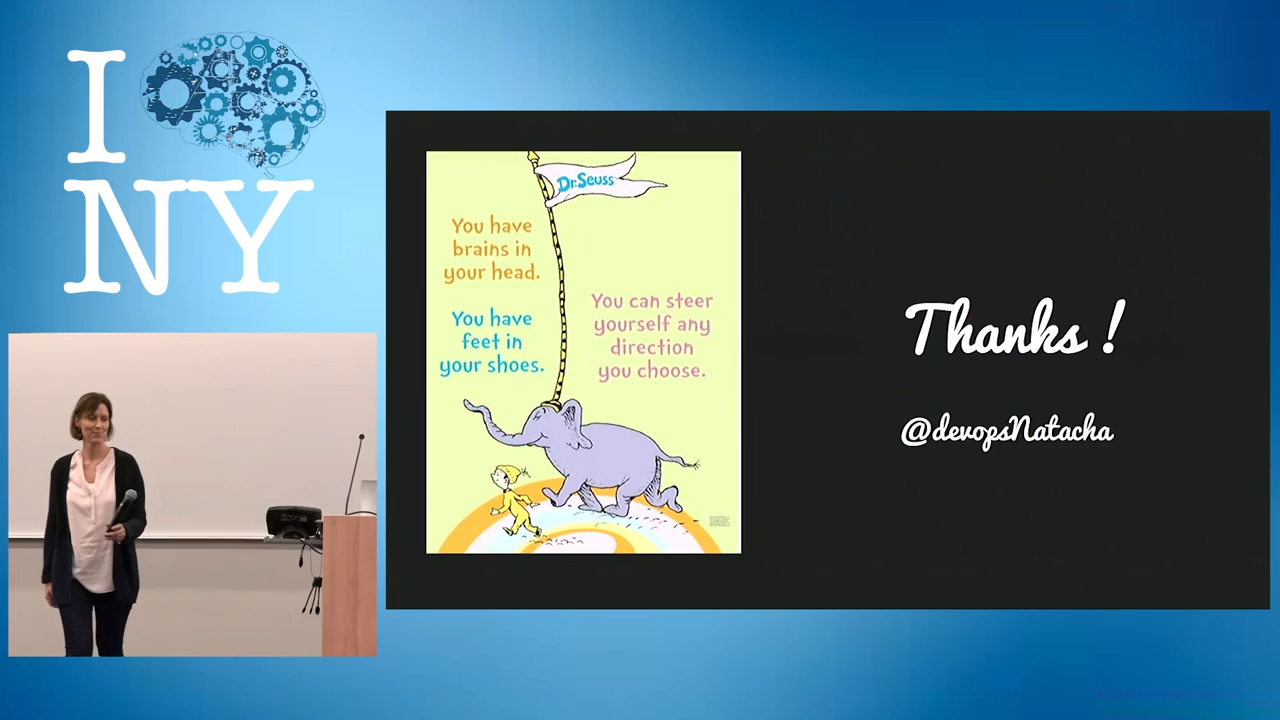 I
NY
Dr. Seuss
You have
brains in
your head.
You have
feet in
your shoes.
You can steer
yourself any
direction
you choose.
Thanks !
@devopsNatacha